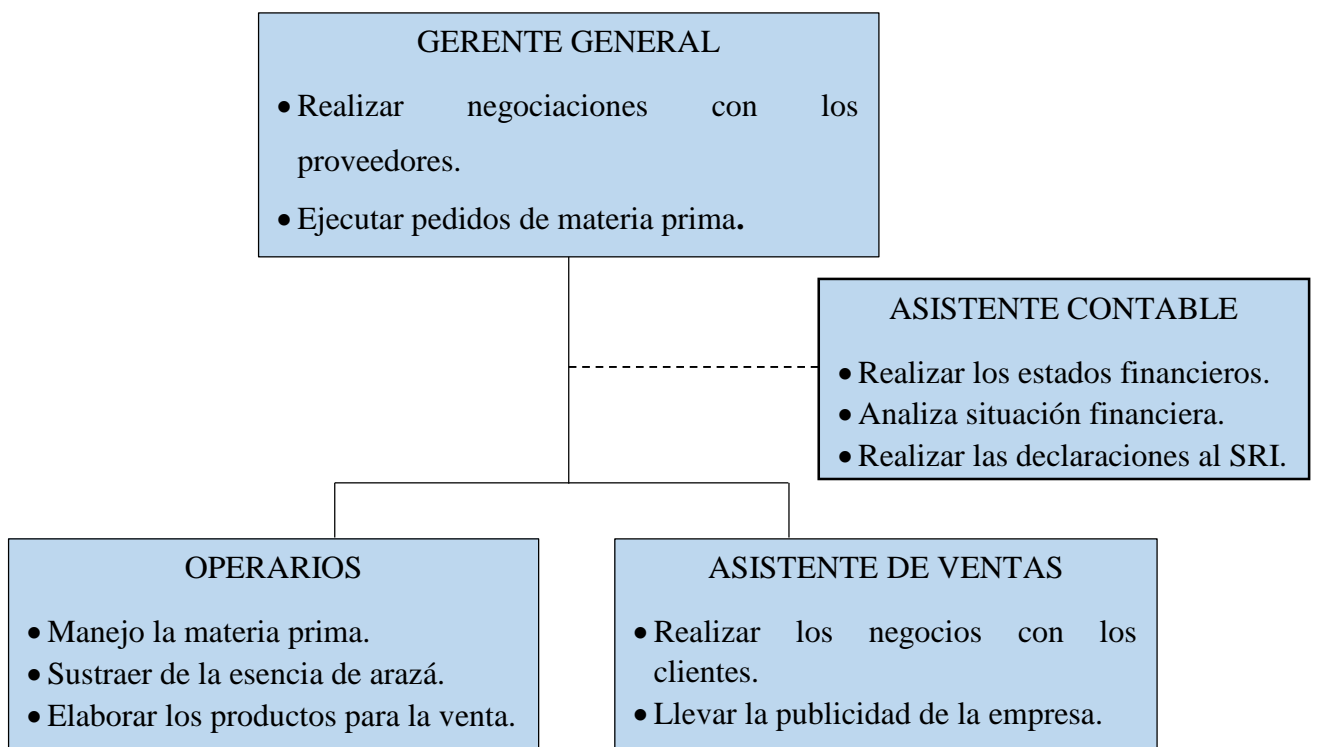 GERENTE GENERAL
• Realizar negociaciones con los
proveedores.
• Ejecutar pedidos de materia prima.
ASISTENTE CONTABLE
• Realizar los estados financieros.
• Analiza situación financiera.
• Realizar las declaraciones al SRI.
OPERARIOS
• Manejo la materia prima.
• Sustraer de la esencia de arazá.
• Elaborar los productos para la venta.
ASISTENTE DE VENTAS
• Realizar los negocios con los
clientes.
• Llevar la publicidad de la empresa.